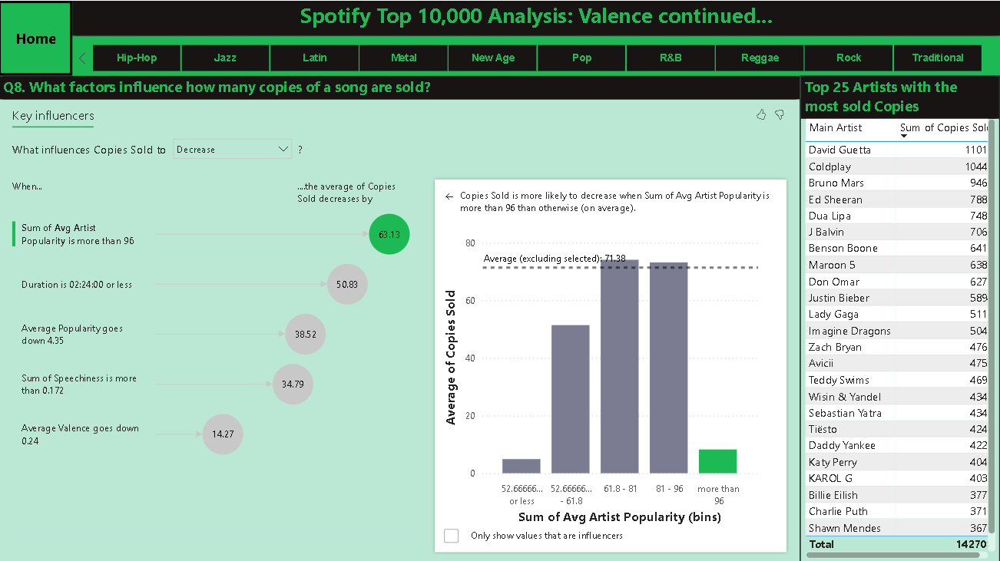 Home
Spotify Top 10,000 Analysis: Valence continued...
Hip-Hop
Jazz
Latin
Metal
New Age
Pop
R&B
Reggae
Rock
Traditional
Q8. What factors influence how many copies of a song are sold?
Key influencers
What influences Copies Sold to Decrease ?
When...
....the average of Copies
Sold decreases by
Sum of Avg Artist
Popularity is more than 96
63.13
Duration is 02:24:00 or less
50.83
Average Popularity goes
down 4.35
38.52
Sum of Speechiness is more
than 0.172
34.79
Average Valence goes down
0.24
14.27
Copies Sold is more likely to decrease when Sum of Avg Artist Popularity is
more than 96 than otherwise (on average).
Average of Copies Sold
80
60
40
20
0
Average (excluding selected): 71.38
52.66666...
or less
52.66666...
- 61.8
61.8 - 81
81 - 96
more than
96
Sum of Avg Artist Popularity (bins)
Only show values that are influencers
Top 25 Artists with the
most sold Copies
Main Artist Sum of Copies Sol
David Guetta 1101
Coldplay 1044
Bruno Mars 946
Ed Sheeran 788
Dua Lipa 748
J Balvin 706
Benson Boone 641
Maroon 5 638
Don Omar 627
Justin Bieber 589
Lady Gaga 511
Imagine Dragons 504
Zach Bryan 476
Avicii 475
Teddy Swims 469
Wisin & Yandel 434
Sebastian Yatra 434
Tiësto 424
Daddy Yankee 422
Katy Perry 404
KAROL G 403
Billie Eilish 377
Charlie Puth 371
Shawn Mendes 367
Total 14270